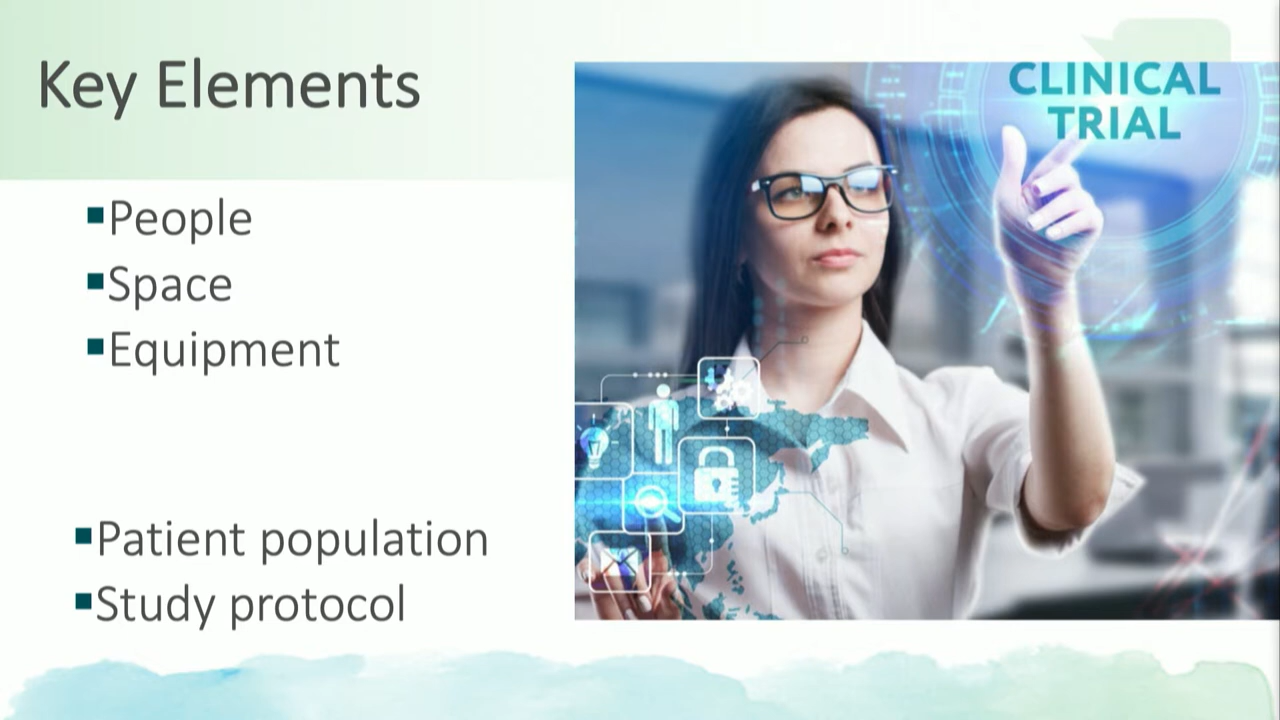 Key Elements
▪People
▪Space
▪Equipment
▪Patient population
▪Study protocol
CLINICAL
TRIAL